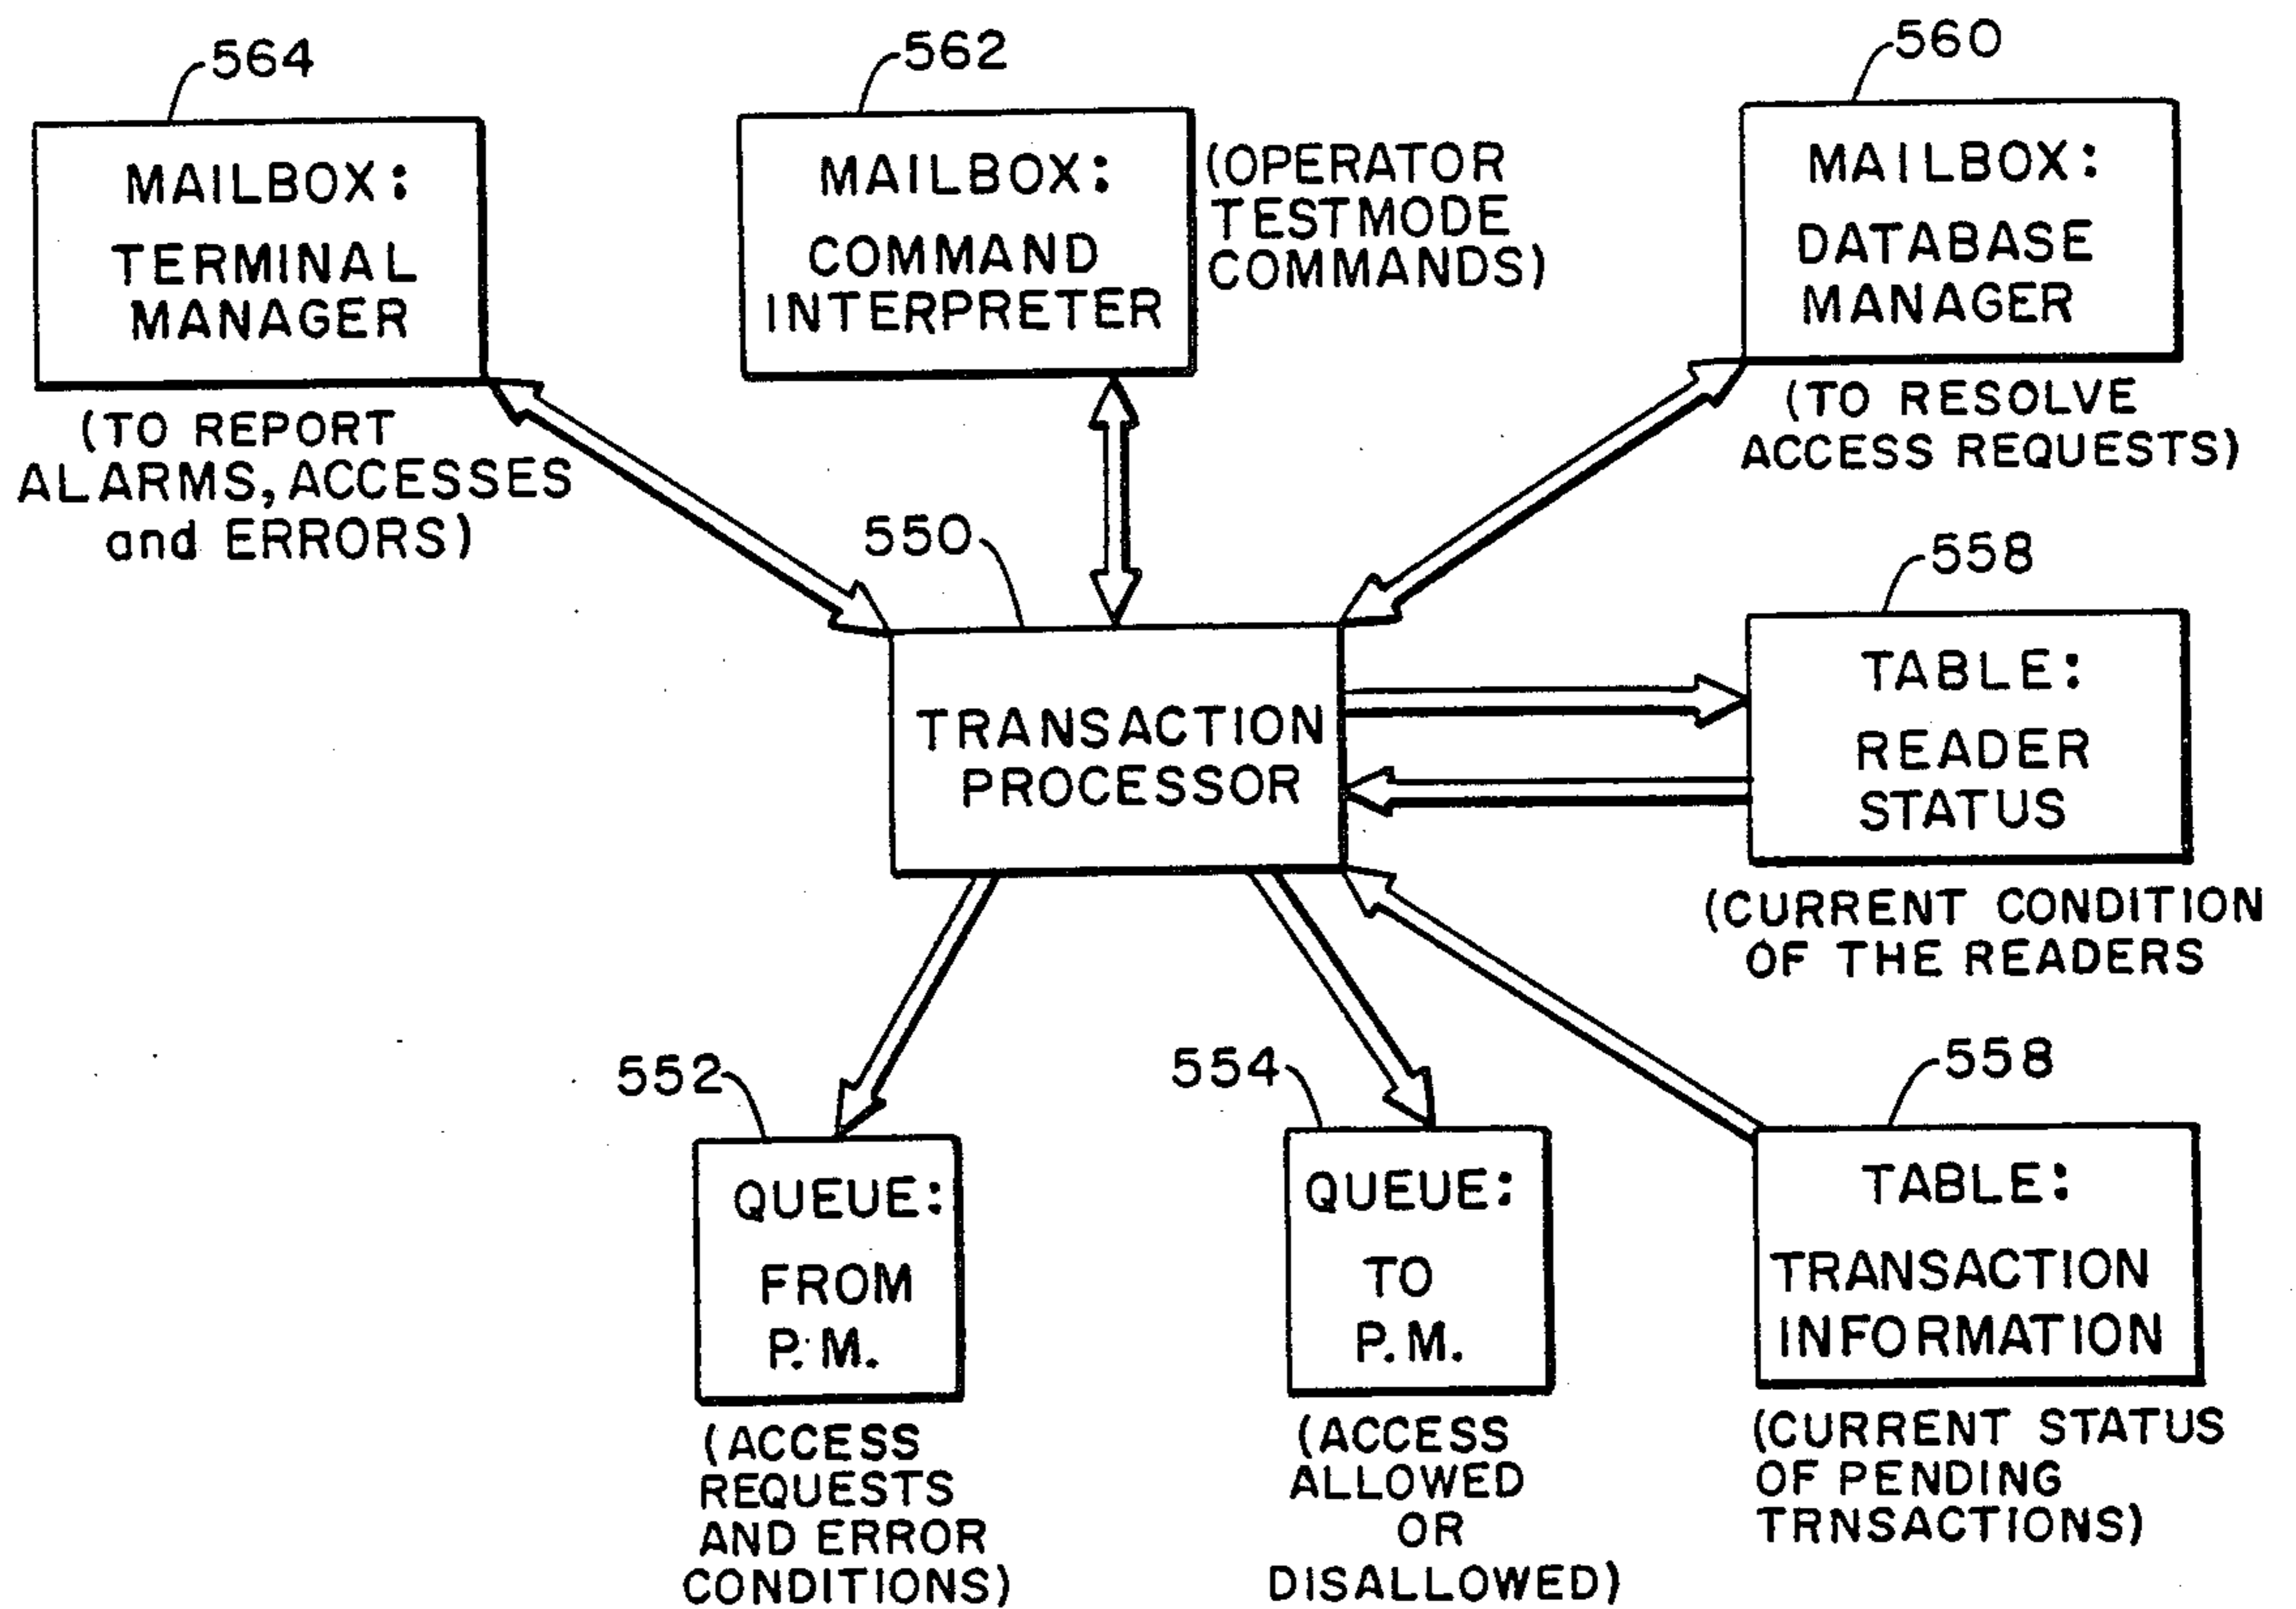 564
MAILBOX:
TERMINAL
MANAGER
(TO REPORT
ALARMS, ACCESSES
and ERRORS)
562
MAILBOX:
COMMAND
INTERPRETER
(OPERATOR
TESTMODE
COMMANDS)
560
MAILBOX:
DATABASE
MANAGER
(TO RESOLVE
ACCESS REQUESTS)
550
TRANSACTION
PROCESSOR
558
TABLE:
READER
STATUS
(CURRENT CONDITION
OF THE READERS
552
QUEUE:
FROM
P.M.
(ACCESS
REQUESTS
AND ERROR
CONDITIONS)
554
QUEUE:
TO
P.M.
(ACCESS
ALLOWED
OR
DISALLOWED)
558
TABLE:
TRANSACTION
INFORMATION
(CURRENT STATUS
OF PENDING
TRNSACTIONS)